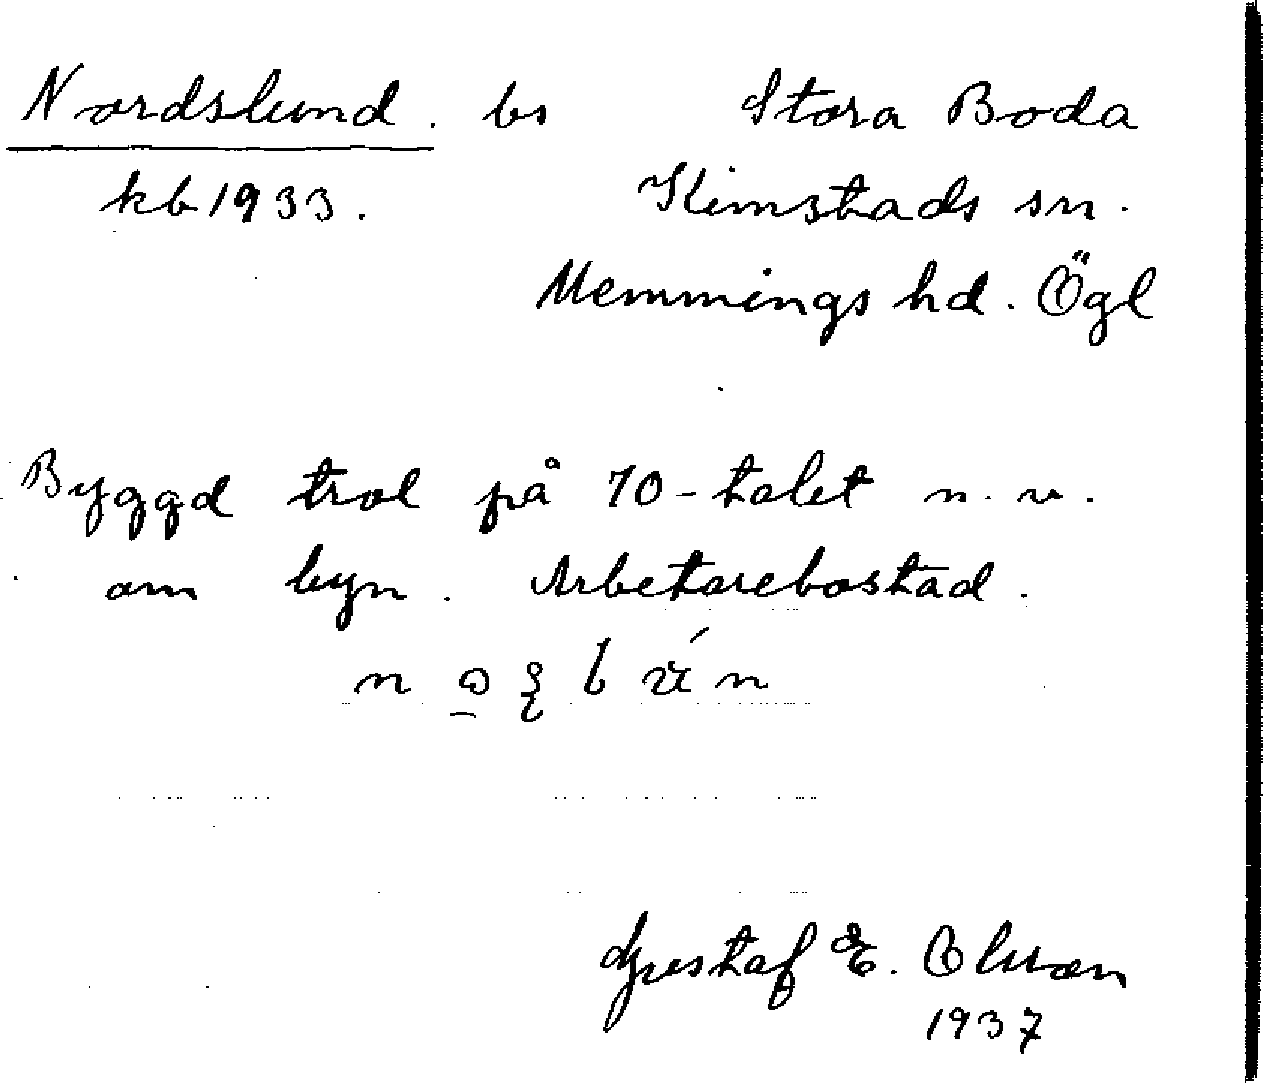 Nordslund. bs Stora Boda
kb 1933. Kimstads sn.
Memmings hd. Ögl
Byggd trol på 70-talet n.v.
om byn. Arbetarebostad.
Gustaf E. Olsson
1937